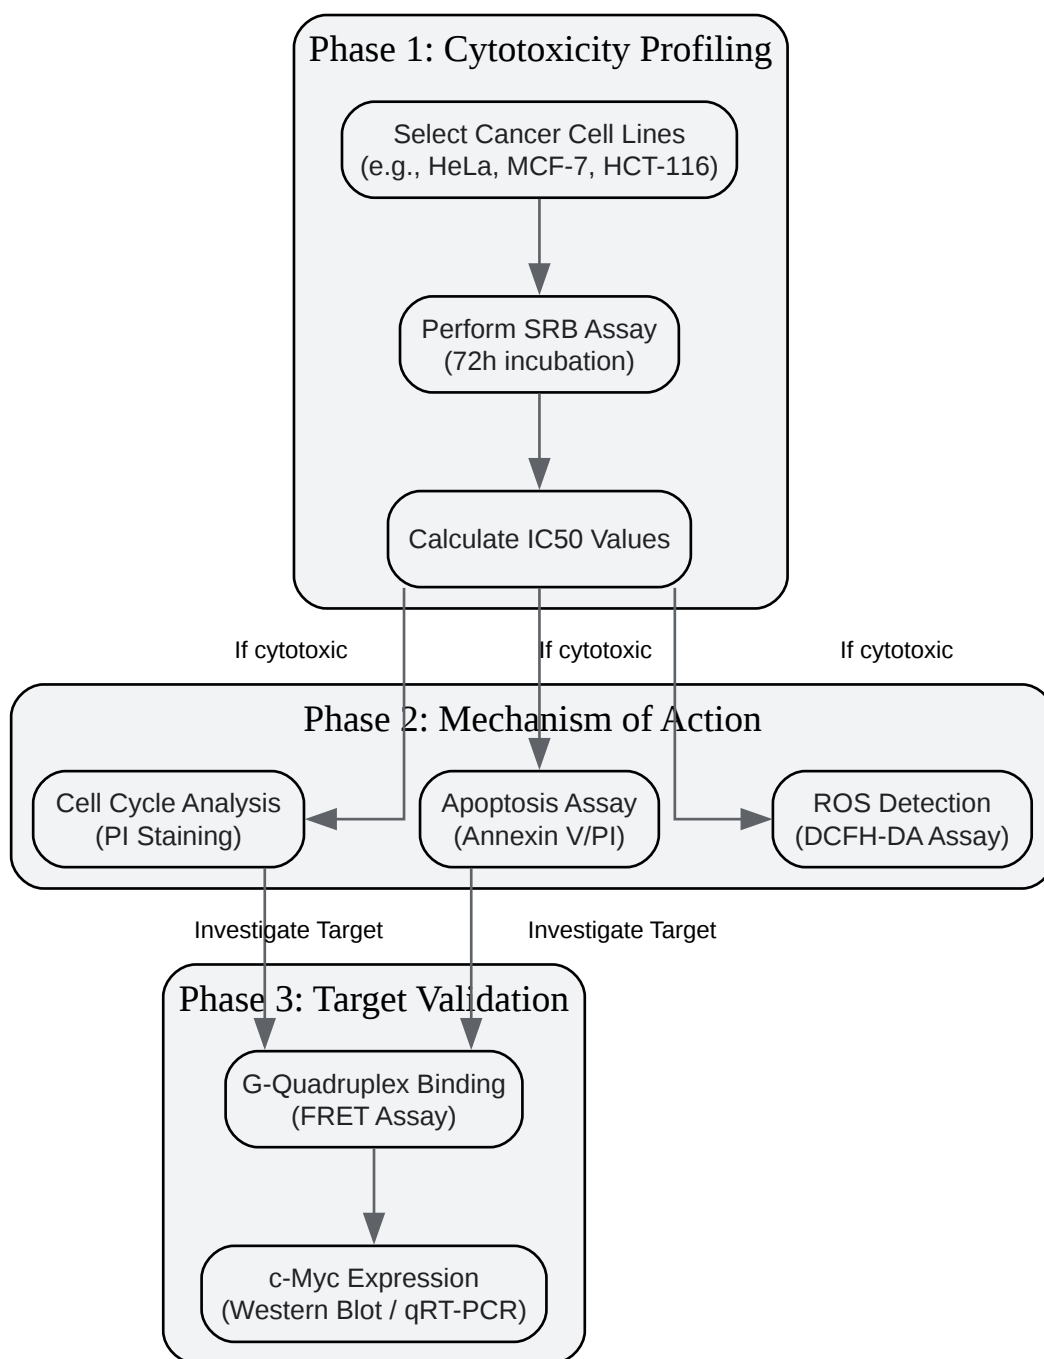 Phase 1: Cytotoxicity Profiling
Select Cancer Cell Lines
(e.g., HeLa, MCF-7, HCT-116)
Perform SRB Assay
(72h incubation)
Calculate IC50 Values
If cytotoxic
If cytotoxic
If cytotoxic
Phase 2: Mechanism of Action
Cell Cycle Analysis
(PI Staining)
Apoptosis Assay
(Annexin V/PI)
ROS Detection
(DCFH-DA Assay)
Investigate Target
Investigate Target
Phase 3: Target Validation
G-Quadruplex Binding
(FRET Assay)
c-Myc Expression
(Western Blot / qRT-PCR)